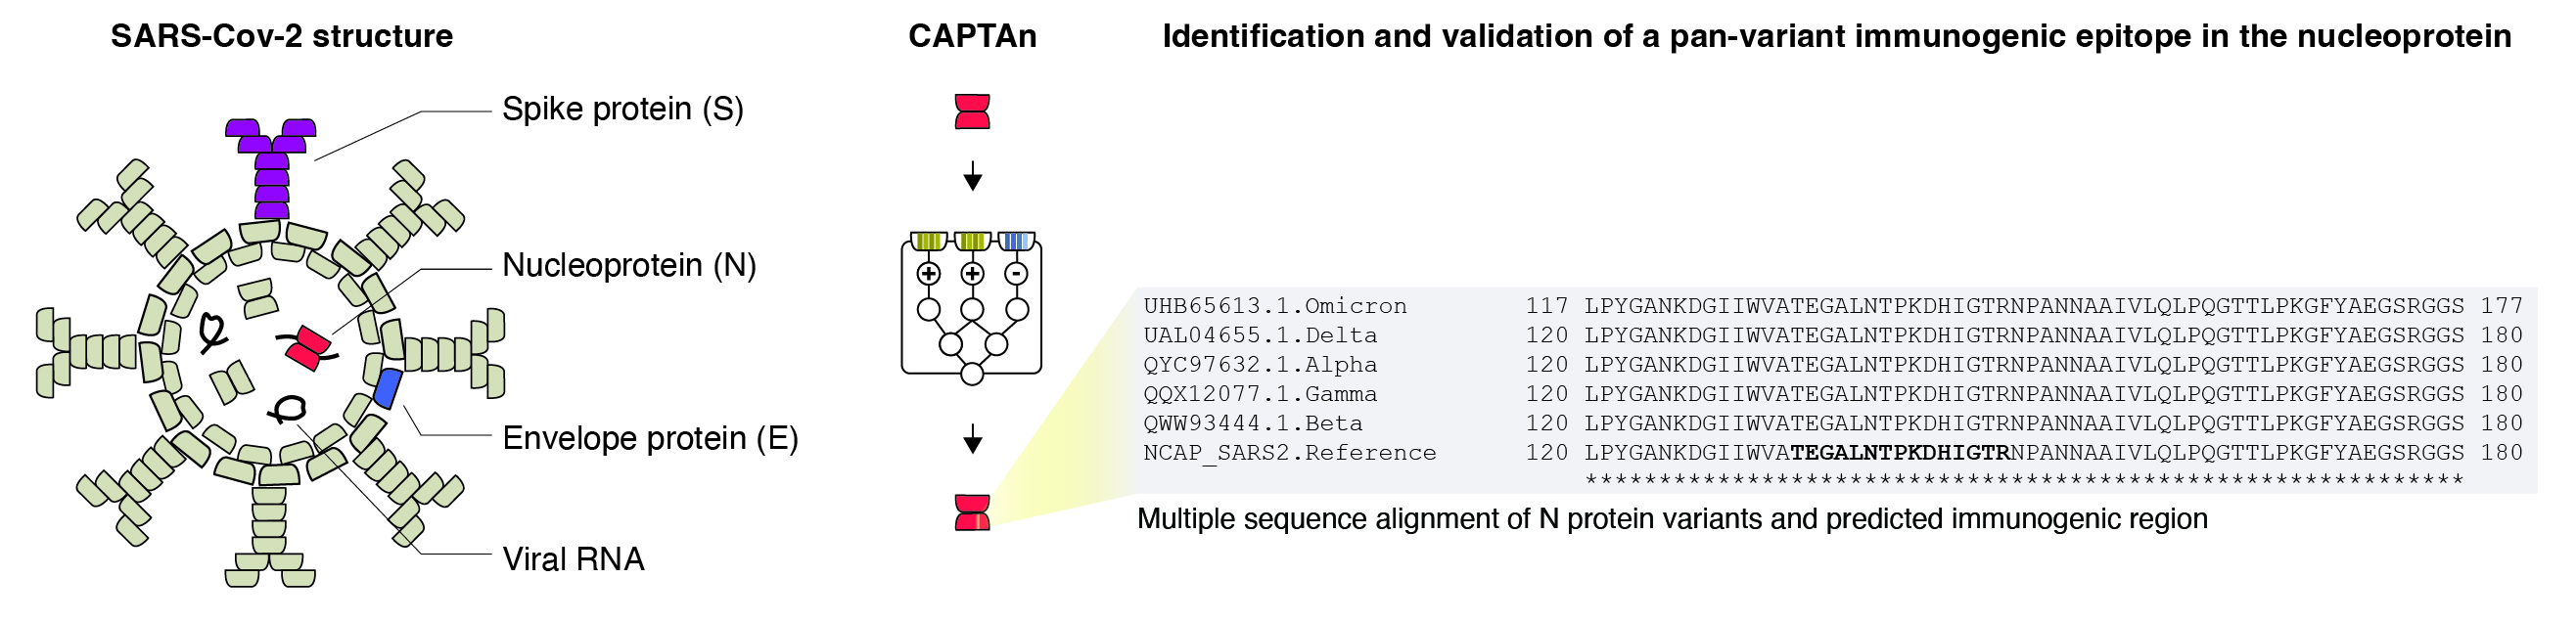 SARS-Cov-2 structure
Spike protein (S)
Nucleoprotein (N)
Envelope protein (E)
Viral RNA
CAPTAn
+ + -
Identification and validation of a pan-variant immunogenic epitope in the nucleoprotein
UHB65613.1.Omicron 117 LPYGANKDGIIWVATEGALNTPKDHIGTRNPANNAAIVLQLPQGTTLPKGFYAEGSRGGS 177
UAL04655.1.Delta 120 LPYGANKDGIIWVATEGALNTPKDHIGTRNPANNAAIVLQLPQGTTLPKGFYAEGSRGGS 180
QYC97632.1.Alpha 120 LPYGANKDGIIWVATEGALNTPKDHIGTRNPANNAAIVLQLPQGTTLPKGFYAEGSRGGS 180
QQX12077.1.Gamma 120 LPYGANKDGIIWVATEGALNTPKDHIGTRNPANNAAIVLQLPQGTTLPKGFYAEGSRGGS 180
QWW93444.1.Beta 120 LPYGANKDGIIWVATEGALNTPKDHIGTRNPANNAAIVLQLPQGTTLPKGFYAEGSRGGS 180
NCAP_SARS2.Reference 120 LPYGANKDGIIWVATEGALNTPKDHIGTRNPANNAAIVLQLPQGTTLPKGFYAEGSRGGS 180
************************************************************
Multiple sequence alignment of N protein variants and predicted immunogenic region